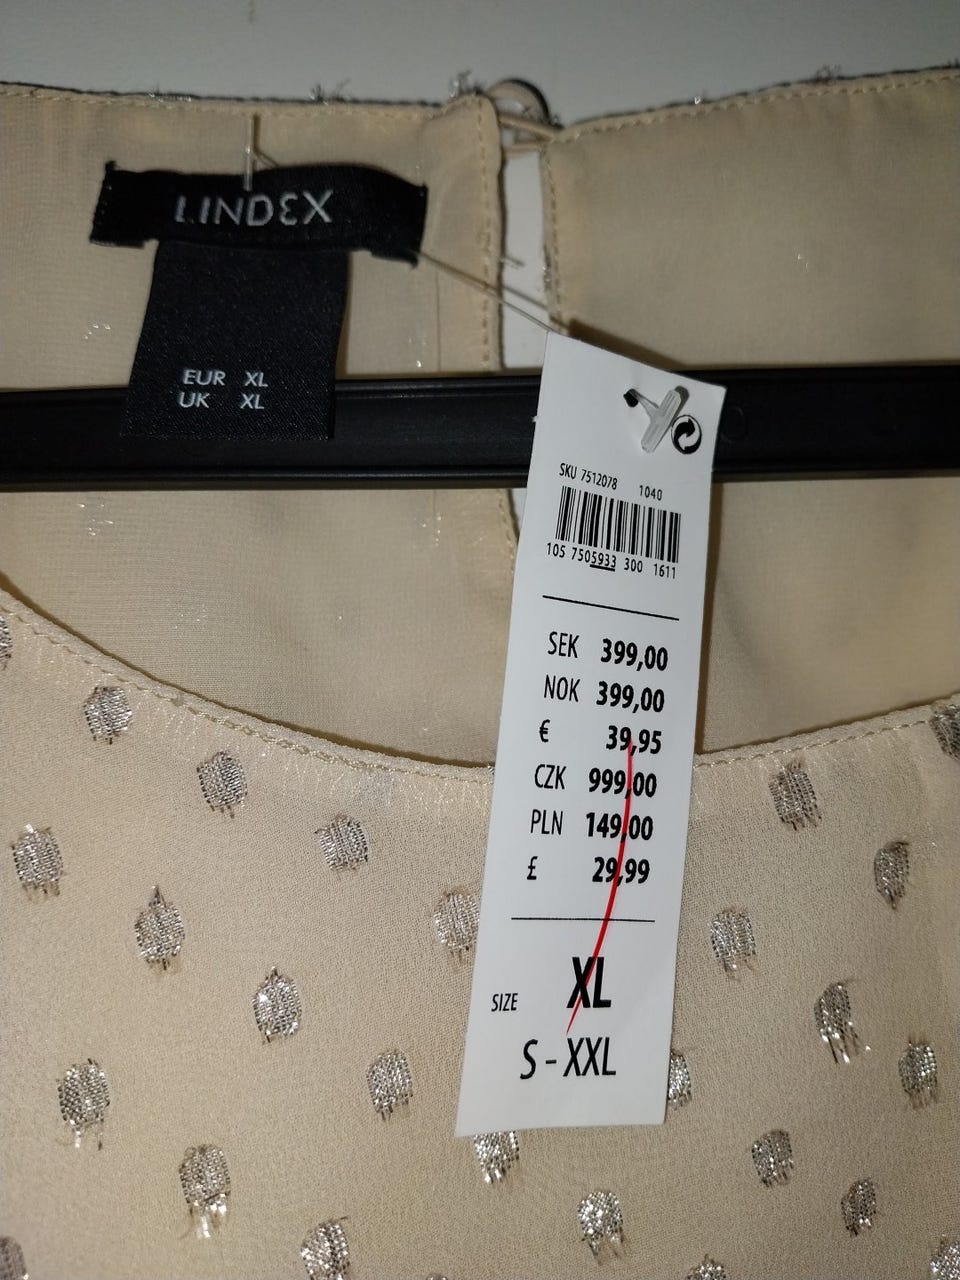 LINDEX
EUR XL
UK XL
SKU 7512078 1040
105 7505933 300 1611
SEK 399,00
NOK 399,00
€ 39,95
CZK 999,00
PLN 149,00
£ 29,99
SIZE XL
S - XXL